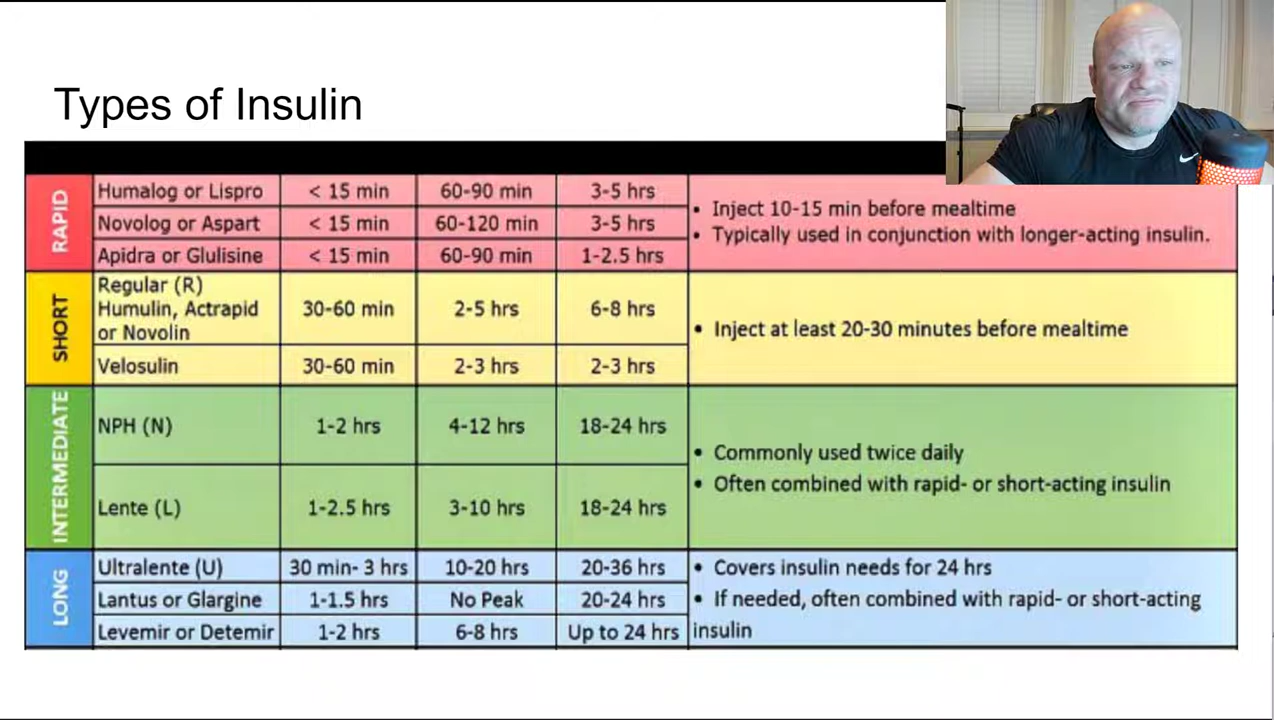 Types of Insulin
RAPID
Humalog or Lispro < 15 min 60-90 min 3-5 hrs
Novolog or Aspart < 15 min 60-120 min 3-5 hrs
Apidra or Glulisine < 15 min 60-90 min 1-2.5 hrs
• Inject 10-15 min before mealtime
• Typically used in conjunction with longer-acting insulin.
SHORT
Regular (R)
Humulin, Actrapid
or Novolin
30-60 min 2-5 hrs 6-8 hrs
Velosulin 30-60 min 2-3 hrs 2-3 hrs
• Inject at least 20-30 minutes before mealtime
INTERMEDIATE
NPH (N) 1-2 hrs 4-12 hrs 18-24 hrs
Lente (L) 1-2.5 hrs 3-10 hrs 18-24 hrs
• Commonly used twice daily
• Often combined with rapid- or short-acting insulin
LONG
Ultralente (U) 30 min- 3 hrs 10-20 hrs 20-36 hrs
Lantus or Glargine 1-1.5 hrs No Peak 20-24 hrs
Levemir or Detemir 1-2 hrs 6-8 hrs Up to 24 hrs
• Covers insulin needs for 24 hrs
• If needed, often combined with rapid- or short-acting
insulin